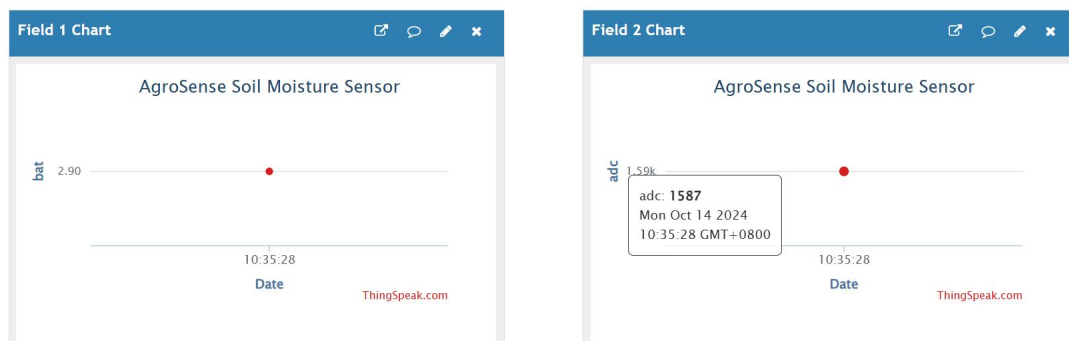 Field 1 Chart
AgroSense Soil Moisture Sensor
bat
2.90
10:35:28
Date
ThingSpeak.com
Field 2 Chart
AgroSense Soil Moisture Sensor
adc
1.59k
adc: 1587
Mon Oct 14 2024
10:35:28 GMT+0800
10:35:28
Date
ThingSpeak.com